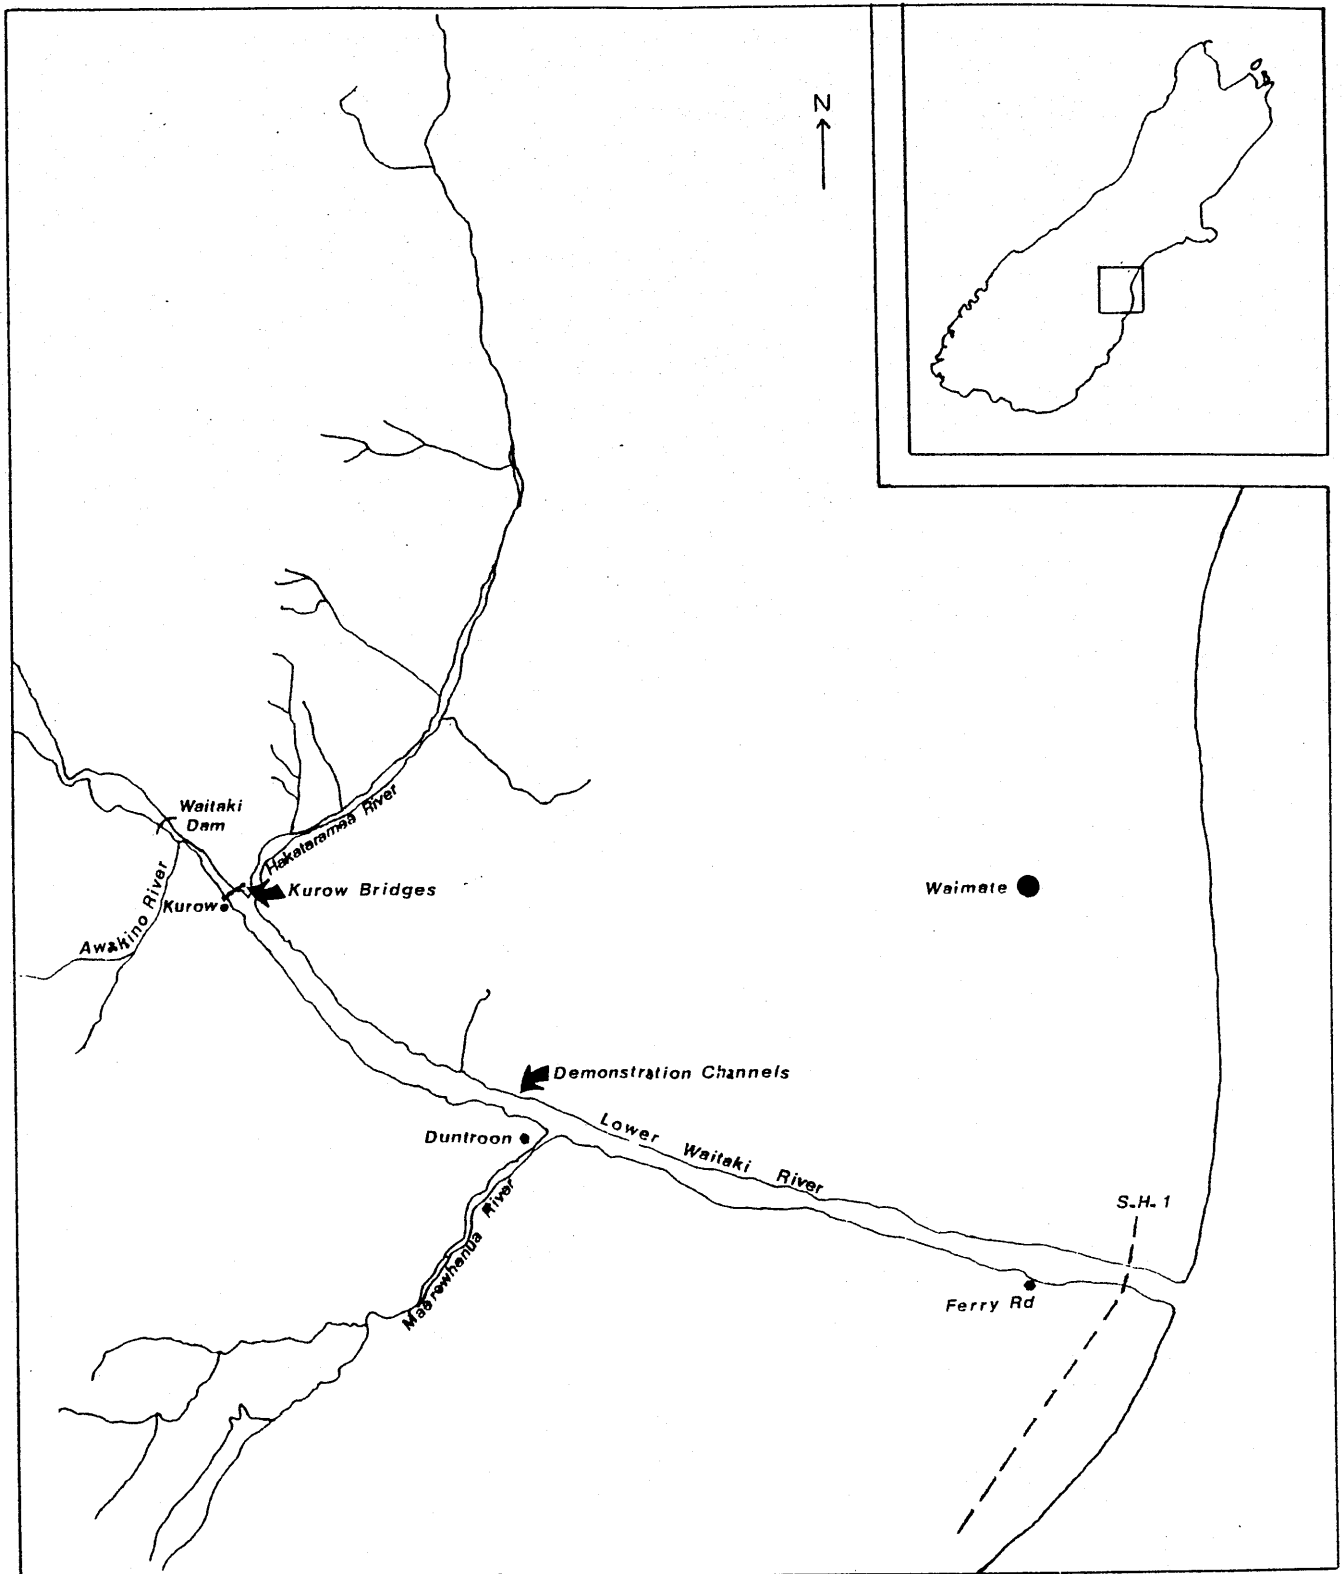 N
Waitaki
Dam
Hakataramea River
Kurow Bridges
Kurow
Awakino River
Waimate
Demonstration Channels
Duntroon
Lower Waitaki River
Maerewhenua River
S.H. 1
Ferry Rd